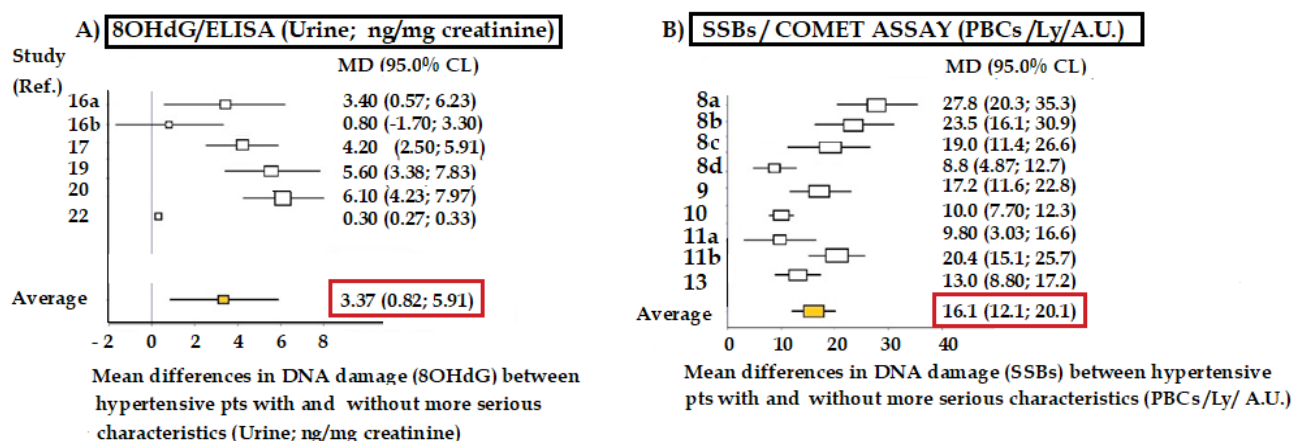 A) 8OHdG/ELISA (Urine; ng/mg creatinine)
Study
(Ref.)
MD (95.0% CL)
16a 3.40 (0.57; 6.23)
16b 0.80 (-1.70; 3.30)
17 4.20 (2.50; 5.91)
19 5.60 (3.38; 7.83)
20 6.10 (4.23; 7.97)
22 0.30 (0.27; 0.33)
Average 3.37 (0.82; 5.91)
- 2 0 2 4 6 8
Mean differences in DNA damage (8OHdG) between
hypertensive pts with and without more serious
characteristics (Urine; ng/mg creatinine)
B) SSBs/ COMET ASSAY (PBCs/Ly/A.U.)
MD (95.0% CL)
8a 27.8 (20.3; 35.3)
8b 23.5 (16.1; 30.9)
8c 19.0 (11.4; 26.6)
8d 8.8 (4.87; 12.7)
9 17.2 (11.6; 22.8)
10 10.0 (7.70; 12.3)
11a 9.80 (3.03; 16.6)
11b 20.4 (15.1; 25.7)
13 13.0 (8.80; 17.2)
Average 16.1 (12.1; 20.1)
0 10 20 30 40
Mean differences in DNA damage (SSBs) between hypertensive
pts with and without more serious characteristics (PBCs/Ly/ A.U.)